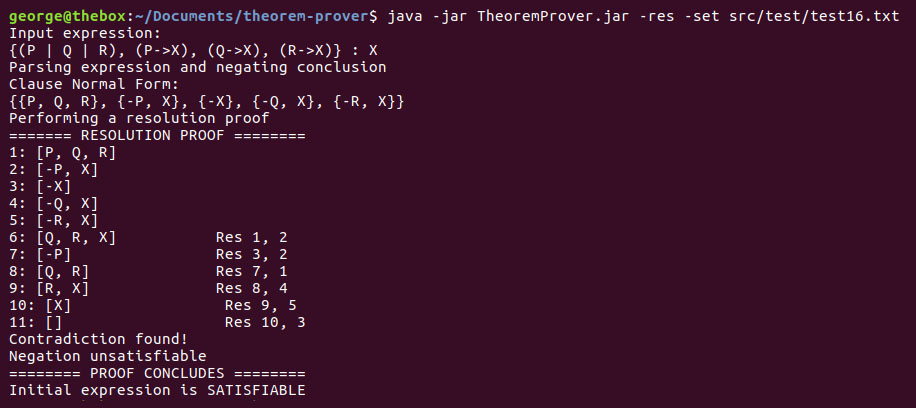 george@thebox:~/Documents/theorem-prover$ java -jar TheoremProver.jar -res -set src/test/test16.txt
Input expression:
{(P | Q | R), (P->X), (Q->X), (R->X)} : X
Parsing expression and negating conclusion
Clause Normal Form:
{{P, Q, R}, {-P, X}, {-X}, {-Q, X}, {-R, X}}
Performing a resolution proof
======= RESOLUTION PROOF ========
1: [P, Q, R]
2: [-P, X]
3: [-X]
4: [-Q, X]
5: [-R, X]
6: [Q, R, X]           Res 1, 2
7: [-P]                Res 3, 2
8: [Q, R]              Res 7, 1
9: [R, X]              Res 8, 4
10: [X]                 Res 9, 5
11: []                  Res 10, 3
Contradiction found!
Negation unsatisfiable
======== PROOF CONCLUDES ========
Initial expression is SATISFIABLE